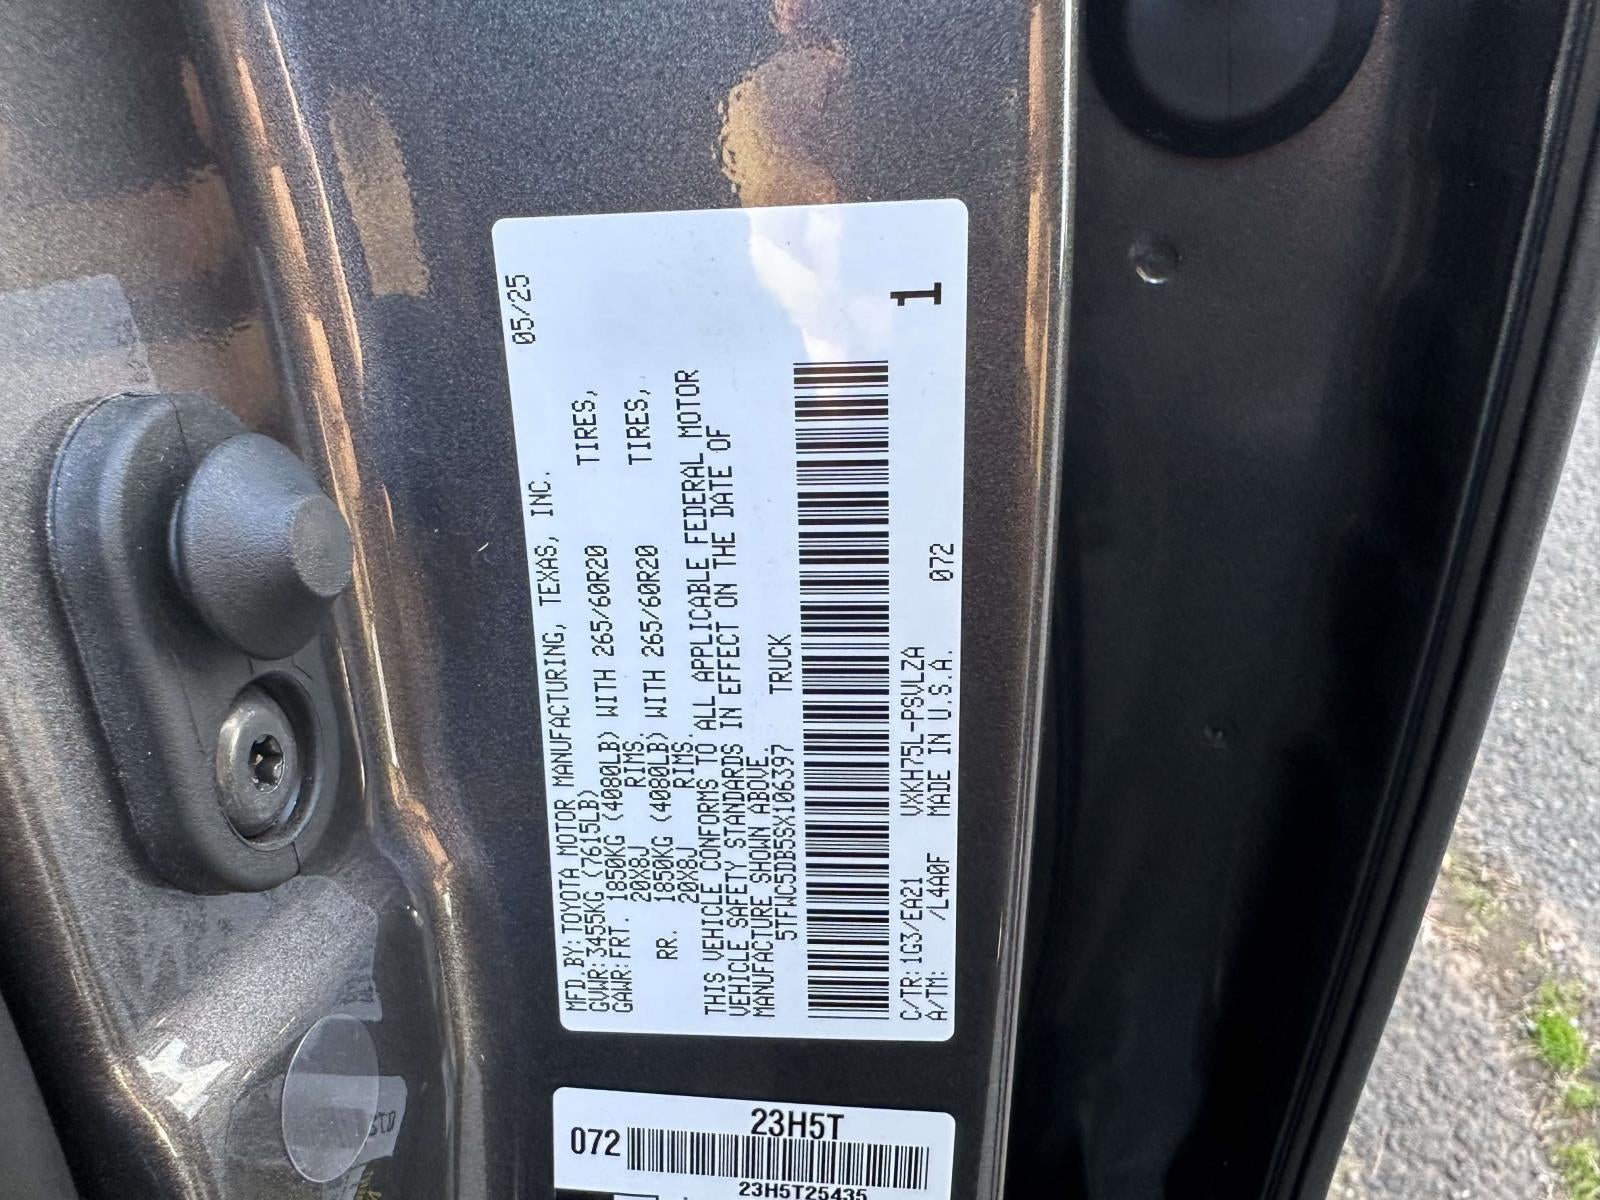 MFD.BY:TOYOTA MOTOR MANUFACTURING, TEXAS, INC. 05/25
GVWR:3455KG (7615LB)
GAWR:FRT. 1850KG (4080LB) WITH 265/60R20 TIRES,
20X8J RIMS.
RR. 1850KG (4080LB) WITH 265/60R20 TIRES,
20X8J RIMS.
THIS VEHICLE CONFORMS TO ALL APPLICABLE FEDERAL MOTOR
VEHICLE SAFETY STANDARDS IN EFFECT ON THE DATE OF
MANUFACTURE SHOWN ABOVE.
5TFWC5DB5SX106397 TRUCK
1
C/TR:1G3/EA21 VXKH75L-PSVLZA
A/TM: /L4A0F MADE IN U.S.A. 072
23H5T
072
23H5T25435